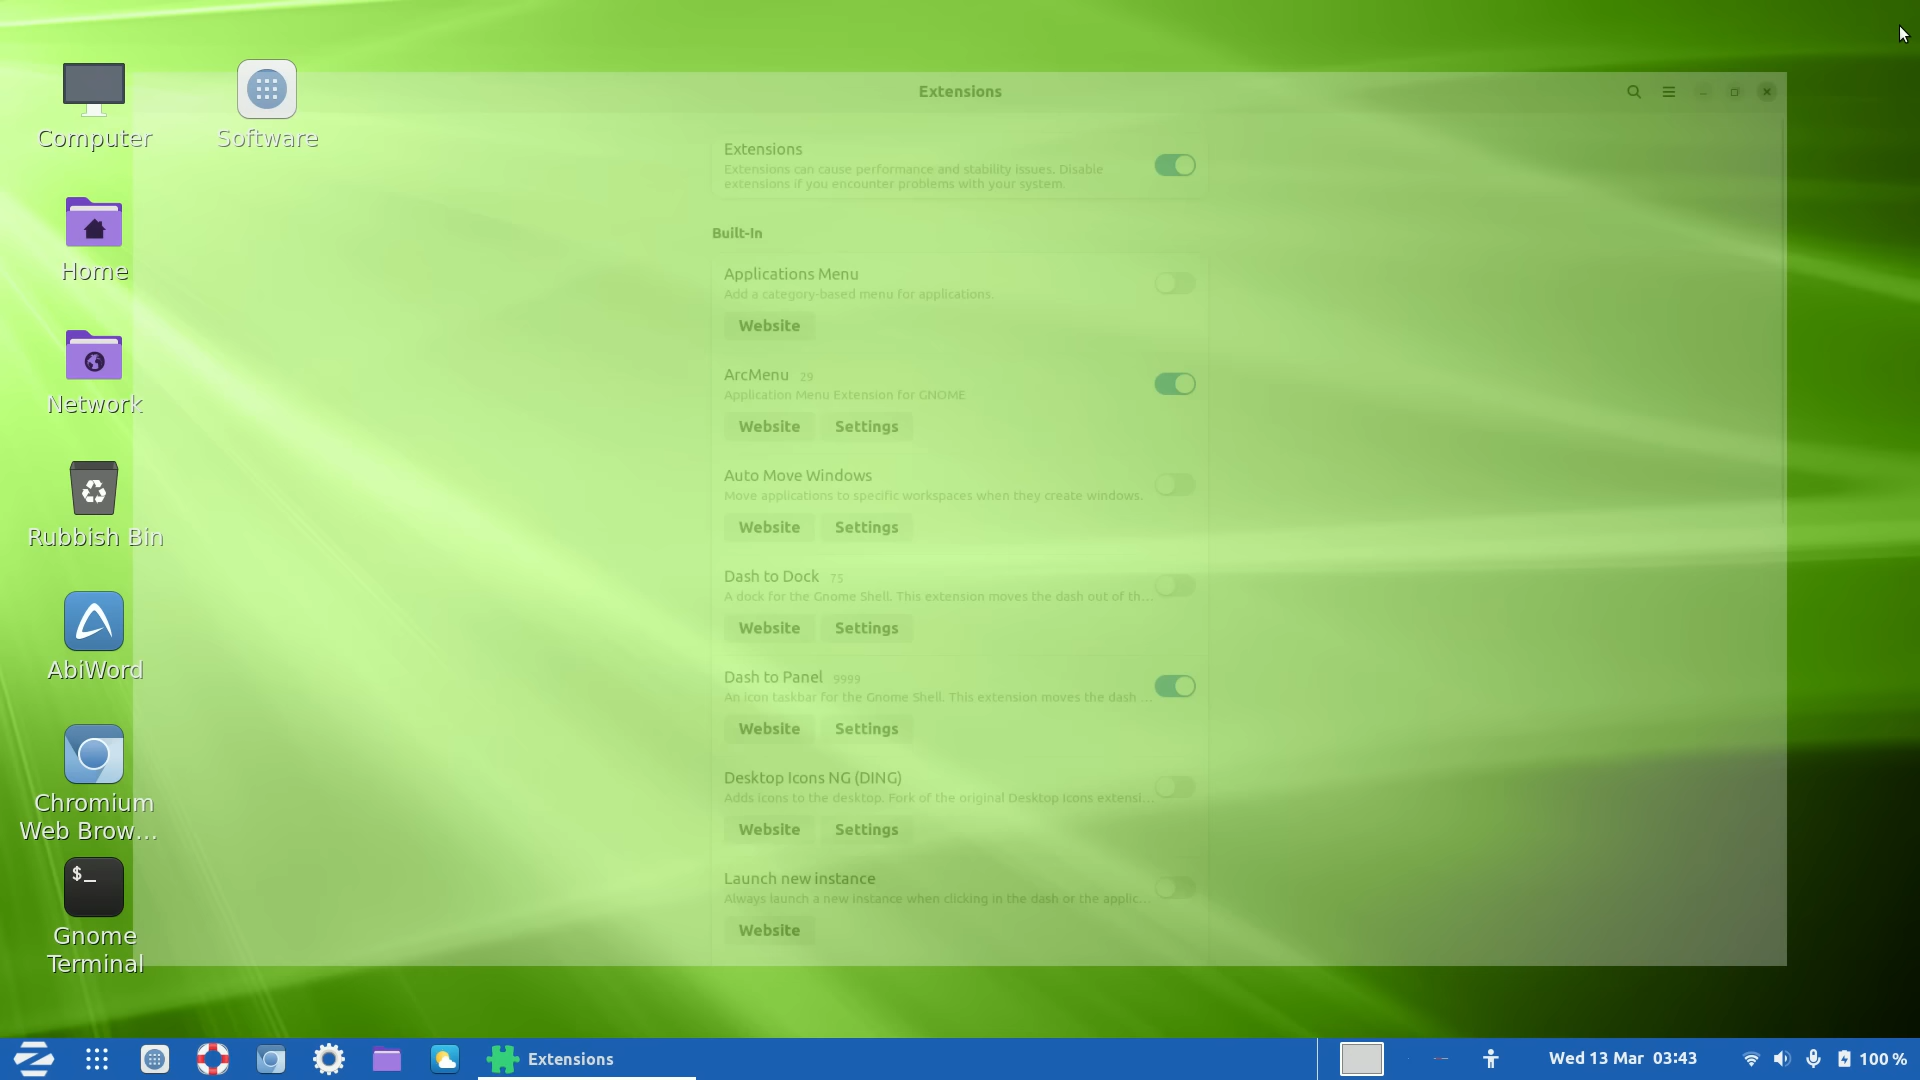 Computer
Software
Home
Network
Rubbish Bin
AbiWord
Chromium
Web Brow...
$_
Gnome
Terminal
Extensions
Extensions
Extensions can cause performance and stability issues. Disable
extensions if you encounter problems with your system.
Built-In
Applications Menu
Add a category-based menu for applications.
Website
ArcMenu 29
Application Menu Extension for GNOME
Website Settings
Auto Move Windows
Move applications to specific workspaces when they create windows.
Website Settings
Dash to Dock 75
A dock for the Gnome Shell. This extension moves the dash out of th...
Website Settings
Dash to Panel 9999
An icon taskbar for the Gnome Shell. This extension moves the dash ...
Website Settings
Desktop Icons NG (DING)
Adds icons to the desktop. Fork of the original Desktop Icons extensi...
Website Settings
Launch new instance
Always launch a new instance when clicking in the dash or the applic...
Website
Extensions
Wed 13 Mar 03:43
100 %